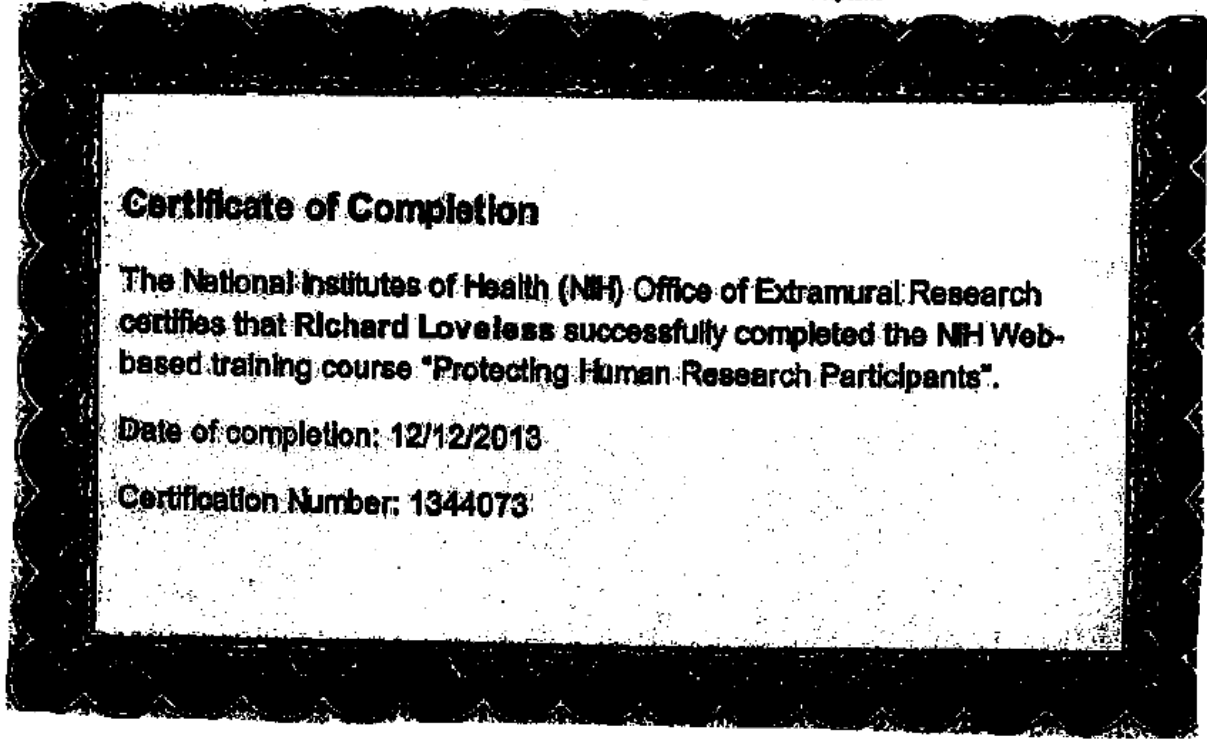 Certificate of Completion
The National Institutes of Health (NIH) Office of Extramural Research
certifies that Richard Loveless successfully completed the NIH Web-
based training course "Protecting Human Research Participants".
Date of completion: 12/12/2013
Certification Number: 1344073